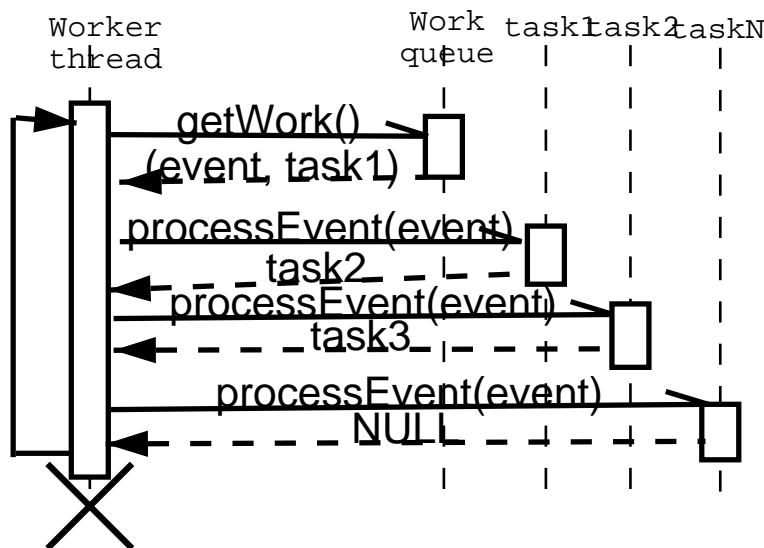 Worker
thread
Work
queue
task1
task2
taskN
getWork()
(event, task1)
processEvent(event)
task2
processEvent(event)
task3
processEvent(event)
NULL